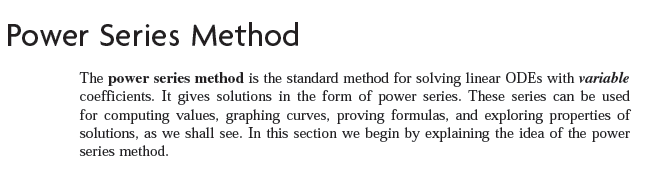 Power Series Method
The power series method is the standard method for solving linear ODEs with variable
coefficients. It gives solutions in the form of power series. These series can be used
for computing values, graphing curves, proving formulas, and exploring properties of
solutions, as we shall see. In this section we begin by explaining the idea of the power
series method.